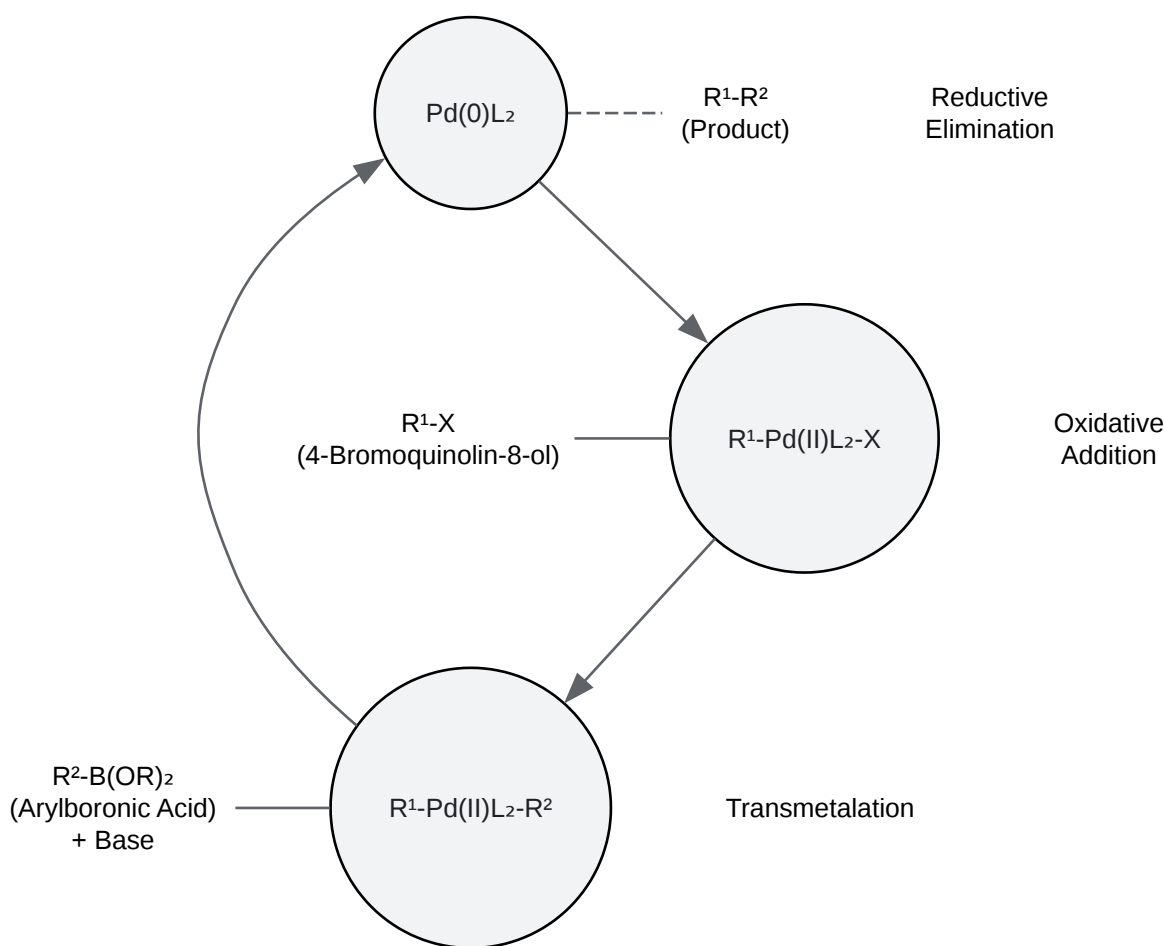 Pd(0)L₂
R¹-R²
(Product)
Reductive
Elimination
R¹-X
(4-Bromoquinolin-8-ol)
R¹-Pd(II)L₂-X
Oxidative
Addition
R²-B(OR)₂
(Arylboronic Acid)
+ Base
R¹-Pd(II)L₂-R²
Transmetalation